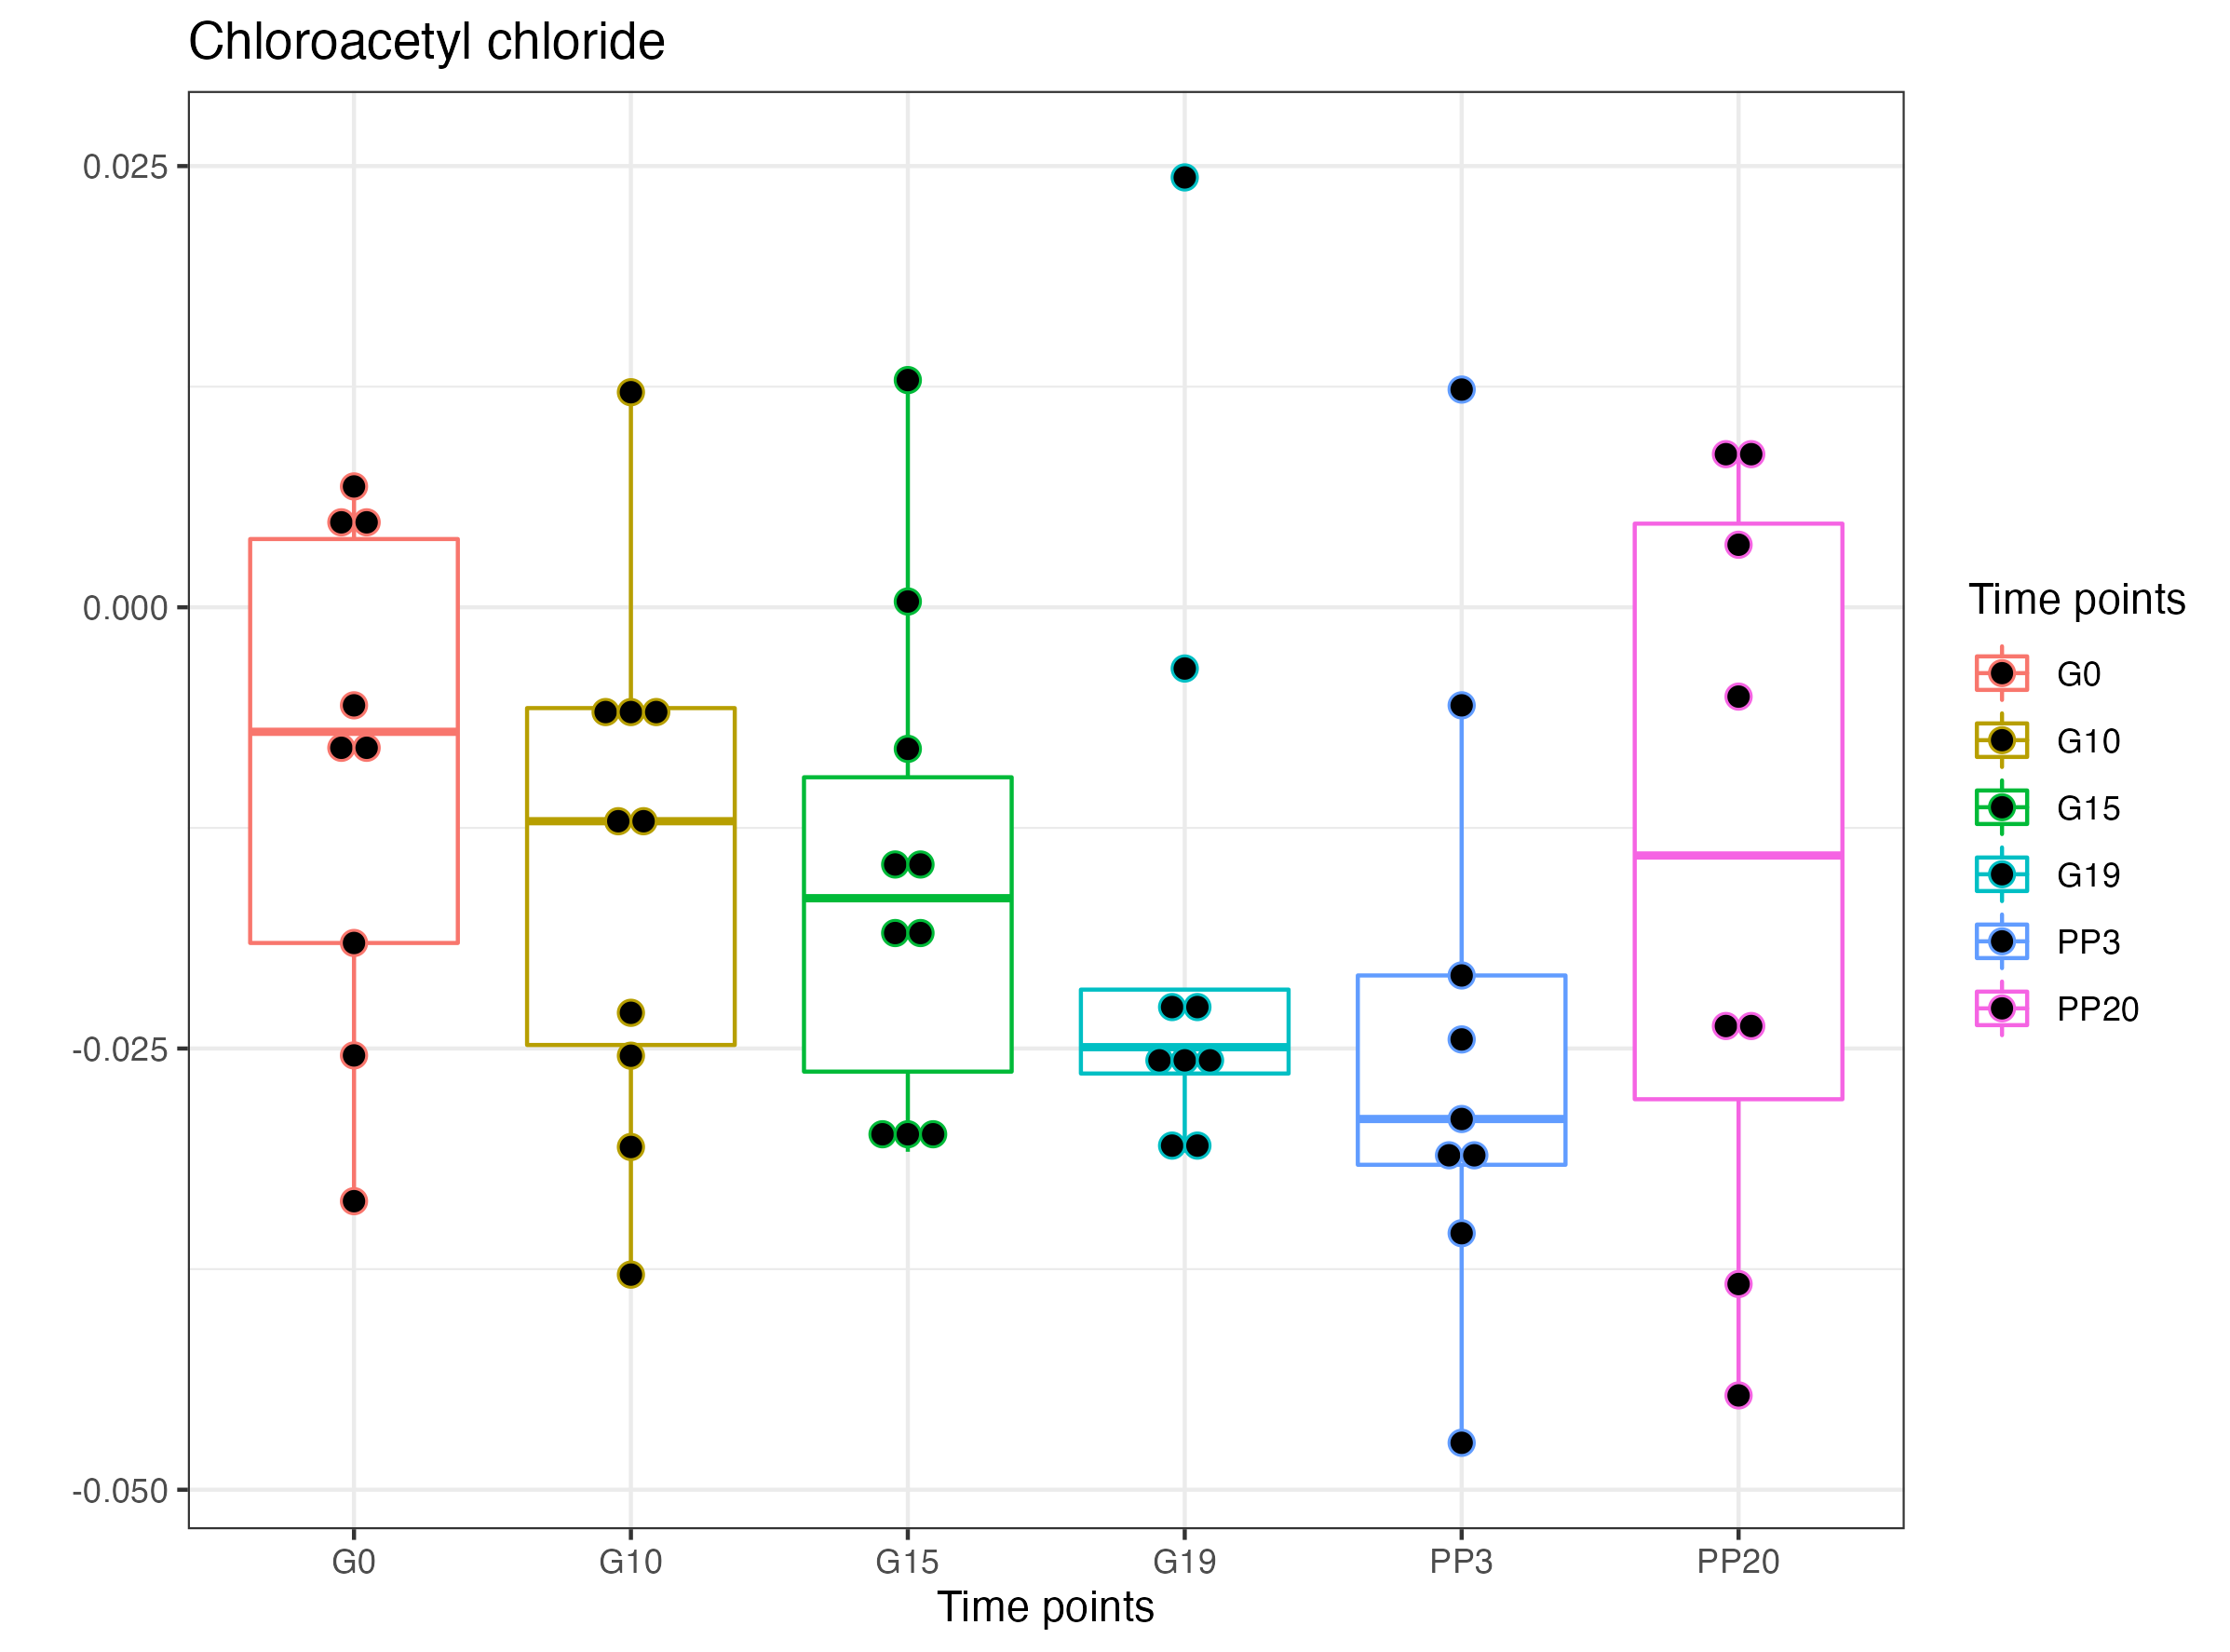 Chloroacetyl chloride
0.025
0.000
-0.025
-0.050
G0 G10 G15 G19 PP3 PP20
Time points
Time points
G0
G10
G15
G19
PP3
PP20